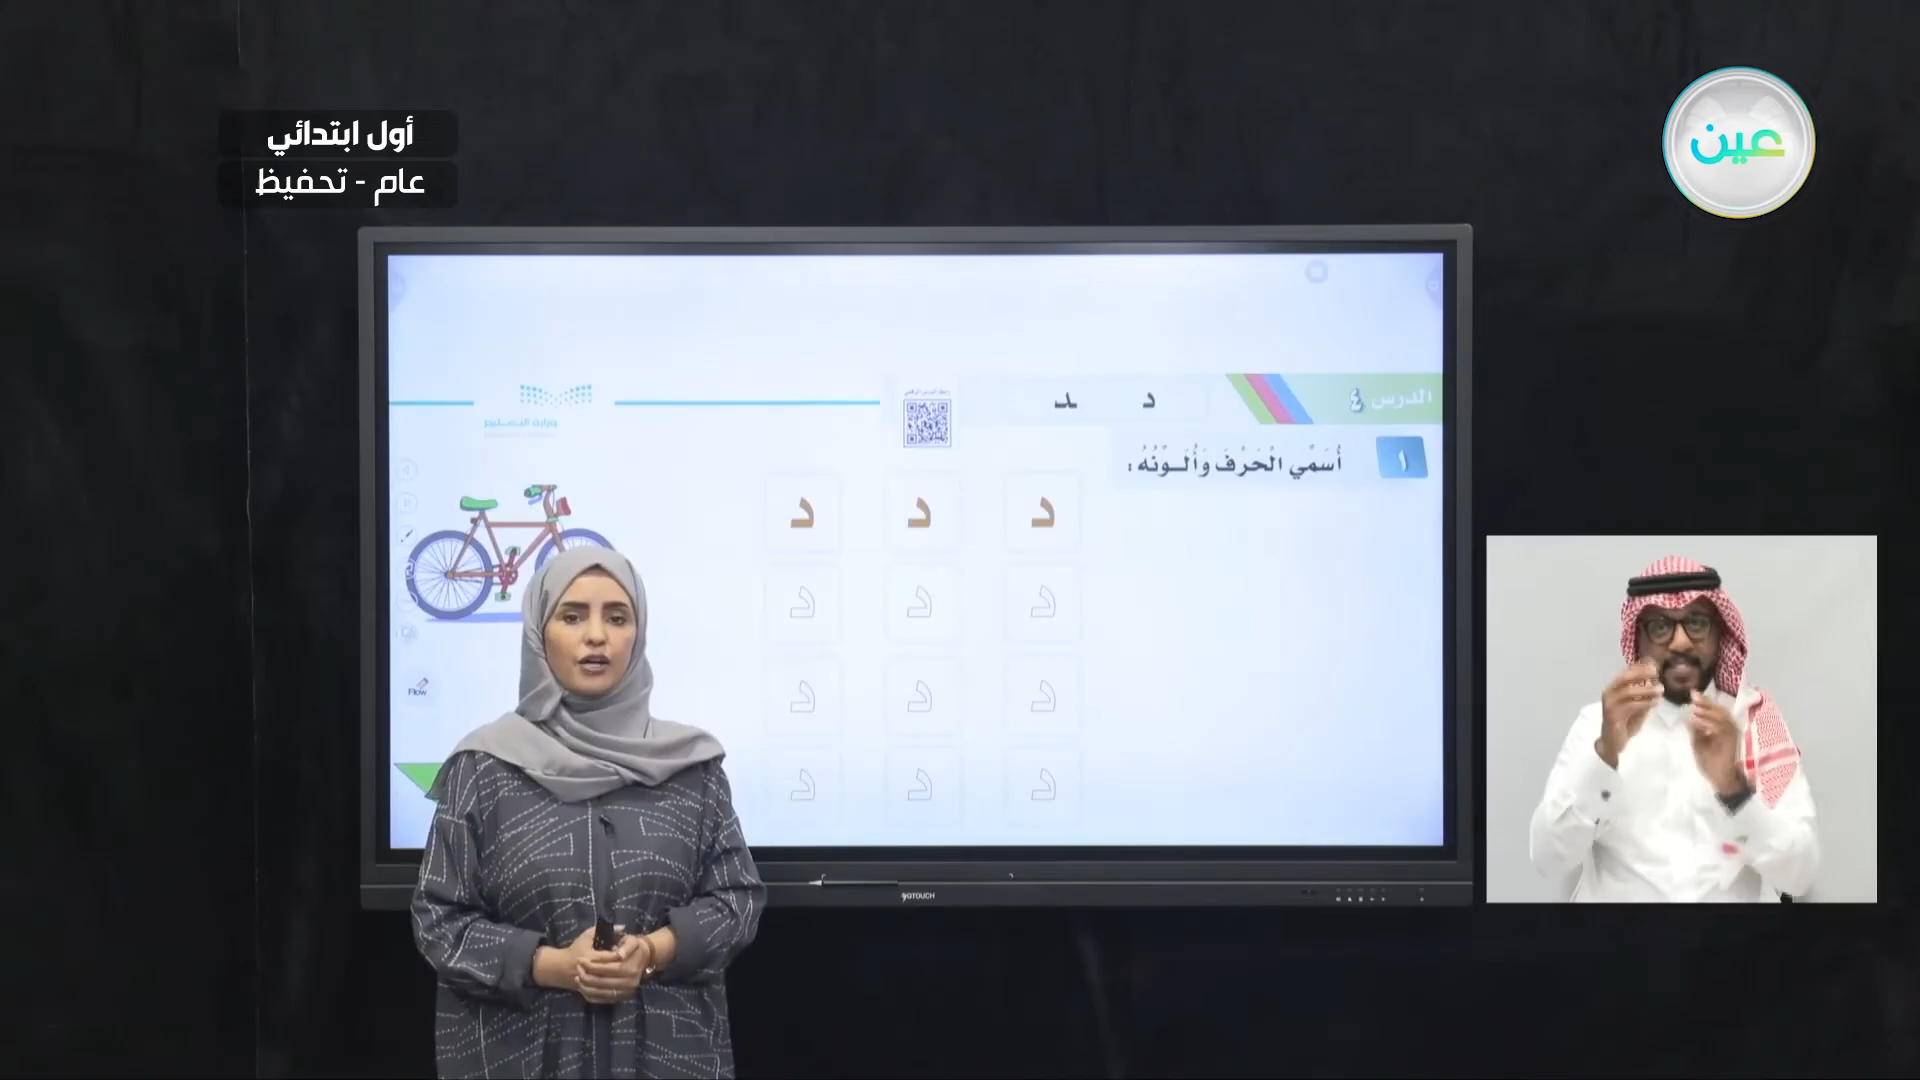 أول ابتدائي
عام - تحفيظ
عين
الدرس ٤
د ـد
وزارة التعليم
١ أُسَمِّي الْحَرْفَ وَأُلَـوِّنُهُ :
د د د
د د د
د د د
د د د
Flow